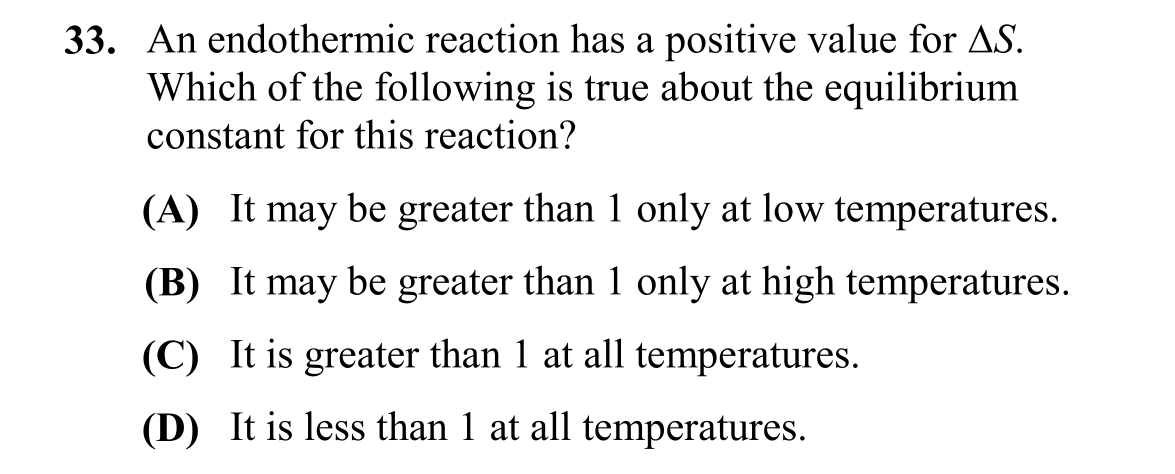 33. An endothermic reaction has a positive value for ΔS.
Which of the following is true about the equilibrium
constant for this reaction?
(A) It may be greater than 1 only at low temperatures.
(B) It may be greater than 1 only at high temperatures.
(C) It is greater than 1 at all temperatures.
(D) It is less than 1 at all temperatures.